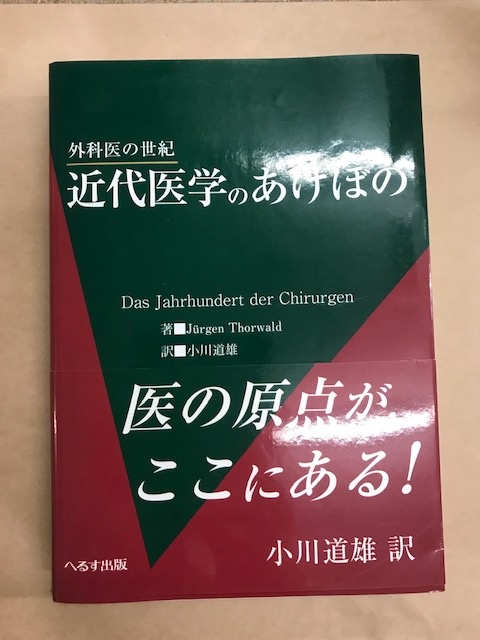 外科医の世紀
近代医学のあけぼの
Das Jahrhundert der Chirurgen
著■Jürgen Thorwald
訳■小川道雄
医の原点が、
ここにある!
小川道雄 訳
へるす出版